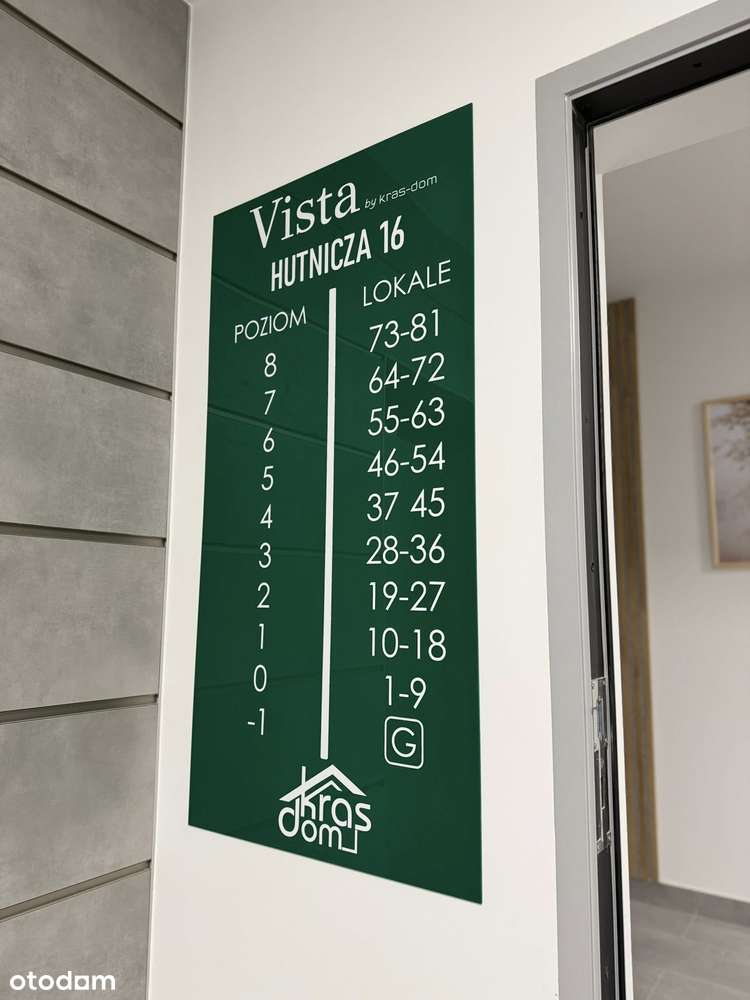 Vista by kras-dom
HUTNICZA 16
POZIOM LOKALE
8 73-81
7 64-72
6 55-63
5 46-54
4 37 45
3 28-36
2 19-27
1 10-18
0 1-9
-1 G
kras
dom
otodom